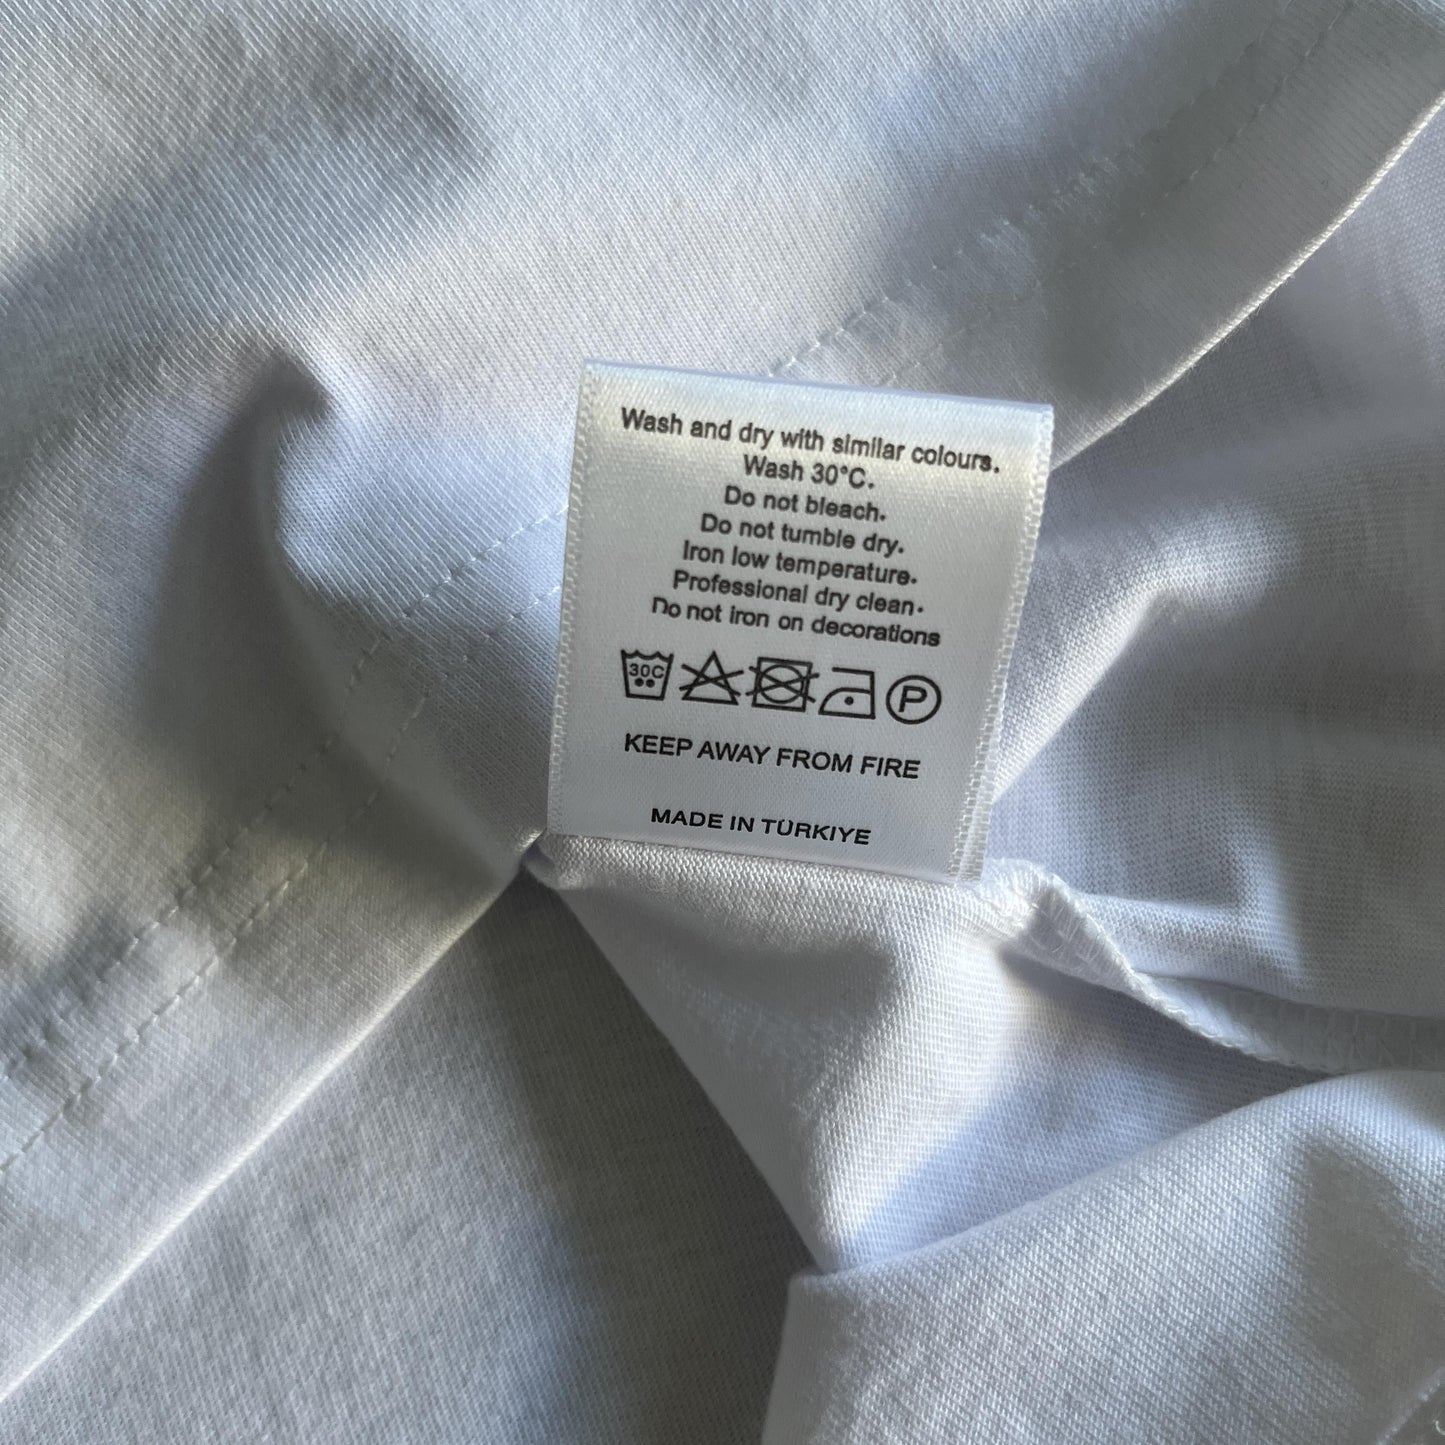 Wash and dry with similar colours.
Wash 30°C.
Do not bleach.
Do not tumble dry.
Iron low temperature.
Professional dry clean.
Do not iron on decorations
30C P
KEEP AWAY FROM FIRE
MADE IN TÜRKIYE